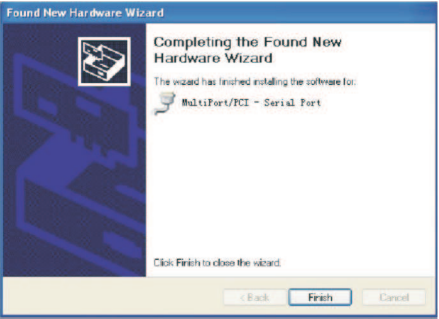 Found New Hardware Wizard
Completing the Found New
Hardware Wizard
The wizard has finished installing the software for:
MultiPort/PCI - Serial Port
Click Finish to close the wizard.
< Back
Finish
Cancel